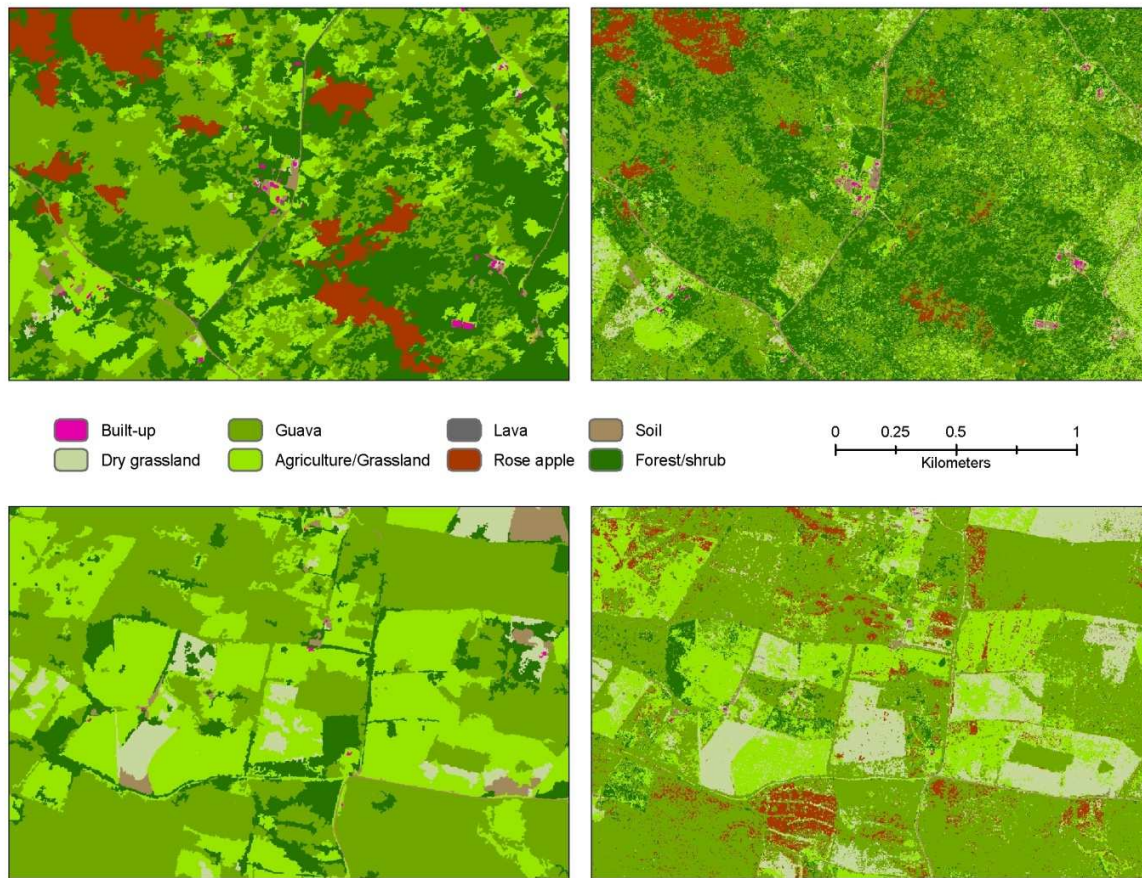 Built-up Guava Lava Soil
Dry grassland Agriculture/Grassland Rose apple Forest/shrub
0 0.25 0.5 1
Kilometers